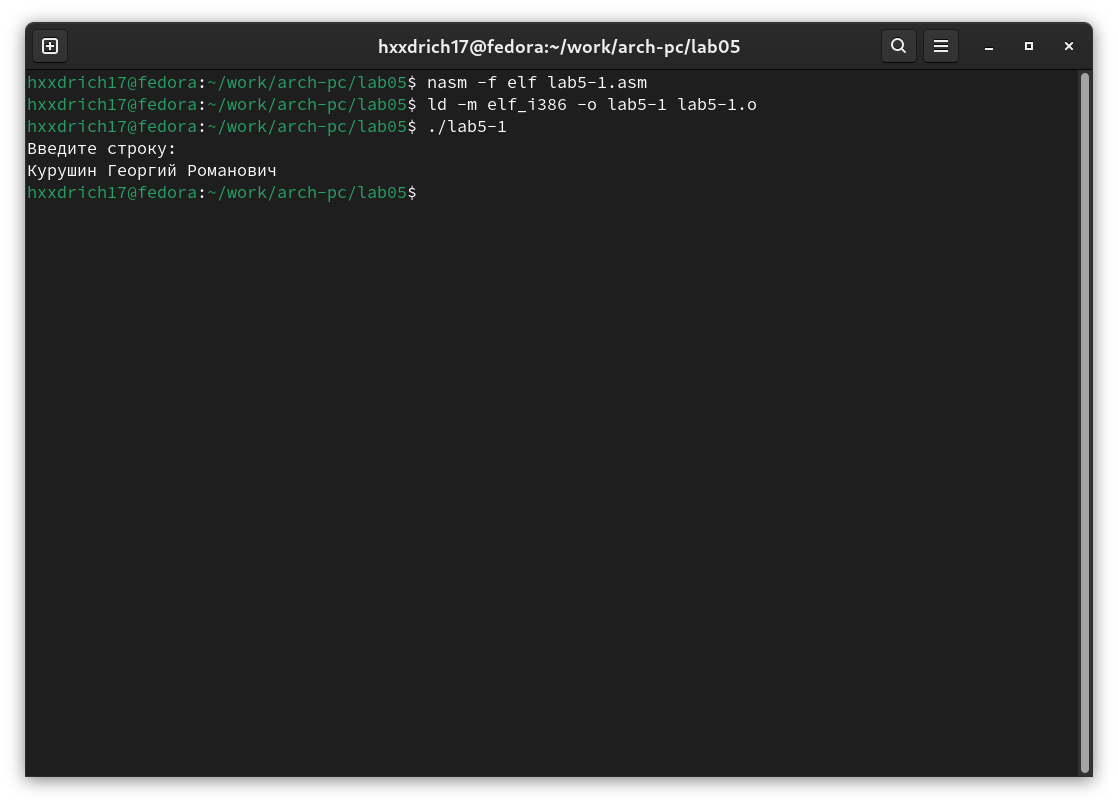 hxxdrich17@fedora:~/work/arch-pc/lab05
hxxdrich17@fedora:~/work/arch-pc/lab05$ nasm -f elf lab5-1.asm
hxxdrich17@fedora:~/work/arch-pc/lab05$ ld -m elf_i386 -o lab5-1 lab5-1.o
hxxdrich17@fedora:~/work/arch-pc/lab05$ ./lab5-1
Введите строку:
Курушин Георгий Романович
hxxdrich17@fedora:~/work/arch-pc/lab05$